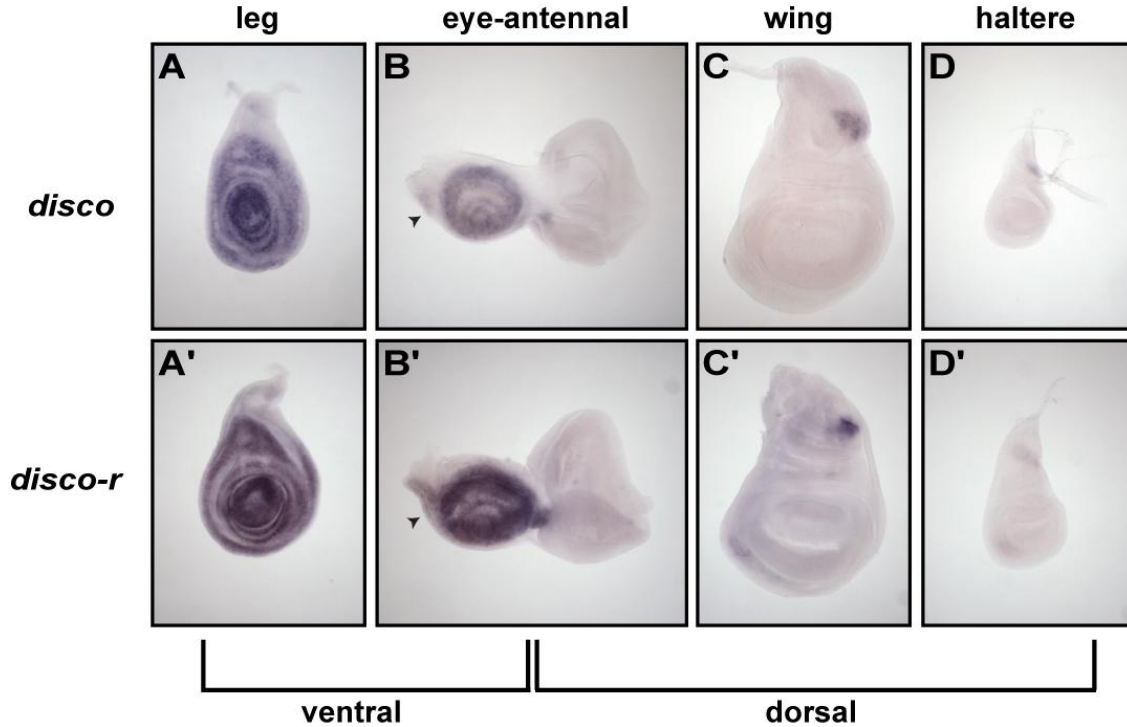 leg eye-antennal wing haltere
A B C D
disco
A' B' C' D'
disco-r
ventral dorsal